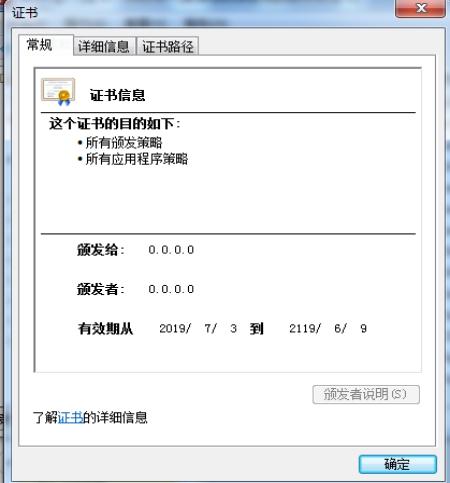 证书
常规 详细信息 证书路径
证书信息
这个证书的目的如下:
• 所有颁发策略
• 所有应用程序策略
颁发给: 0.0.0.0
颁发者: 0.0.0.0
有效期从 2019/ 7/ 3 到 2119/ 6/ 9
颁发者说明(S)
了解证书的详细信息
确定